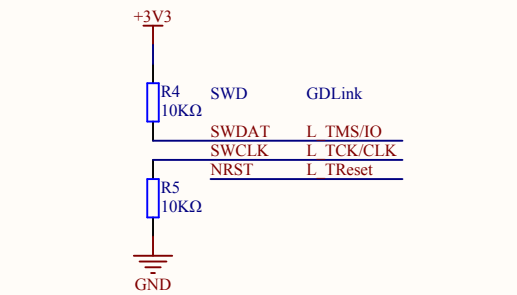 +3V3
R4
10KΩ
SWD GDLink
SWDAT L_TMS/IO
SWCLK L_TCK/CLK
NRST L_TReset
R5
10KΩ
GND